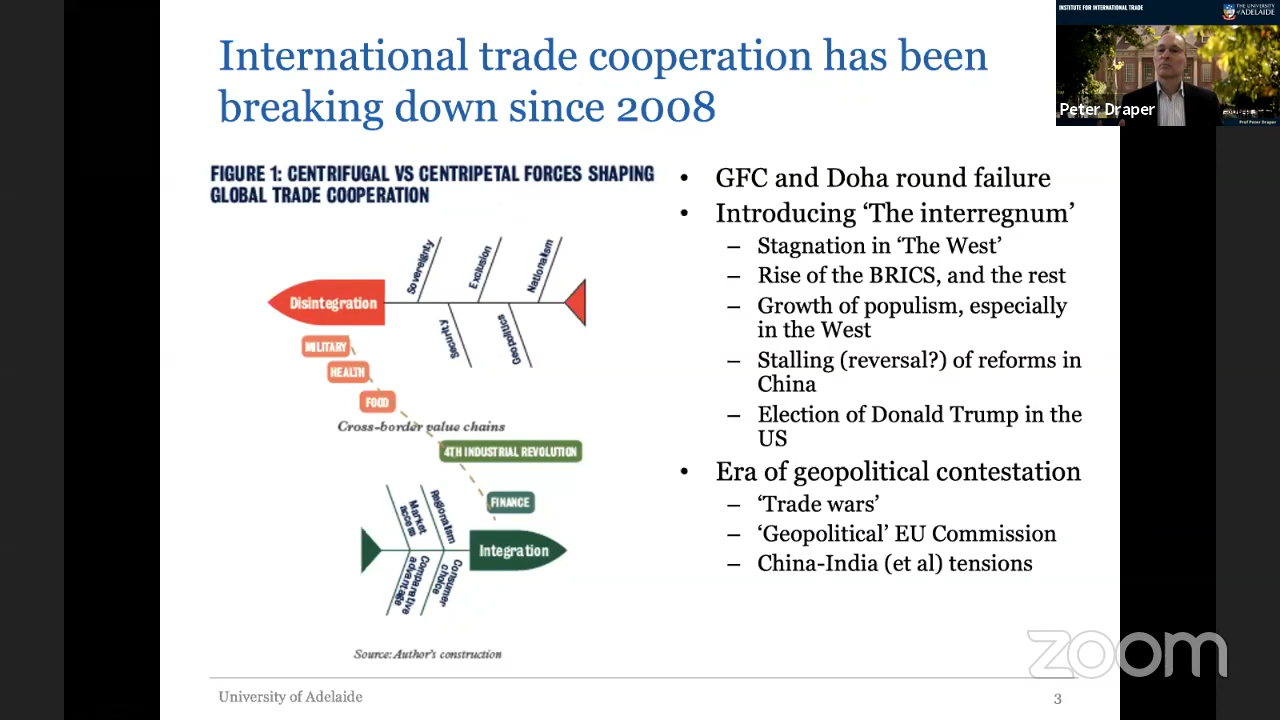 INSTITUTE FOR INTERNATIONAL TRADE
THE UNIVERSITY
of ADELAIDE
Peter Draper
Prof Peter Draper
International trade cooperation has been
breaking down since 2008
FIGURE 1: CENTRIFUGAL VS CENTRIPETAL FORCES SHAPING
GLOBAL TRADE COOPERATION
Sovereignty
Exclusion
Nationalism
Disintegration
Security
Geopolitics
MILITARY
HEALTH
FOOD
Cross-border value chains
4TH INDUSTRIAL REVOLUTION
FINANCE
Market
access
Regionalism
Integration
Comparative
advantage
Consumer
choice
Source: Author's construction
• GFC and Doha round failure
• Introducing ‘The interregnum’
– Stagnation in ‘The West’
– Rise of the BRICS, and the rest
– Growth of populism, especially
in the West
– Stalling (reversal?) of reforms in
China
– Election of Donald Trump in the
US
• Era of geopolitical contestation
– ‘Trade wars’
– ‘Geopolitical’ EU Commission
– China-India (et al) tensions
zoom
University of Adelaide
3